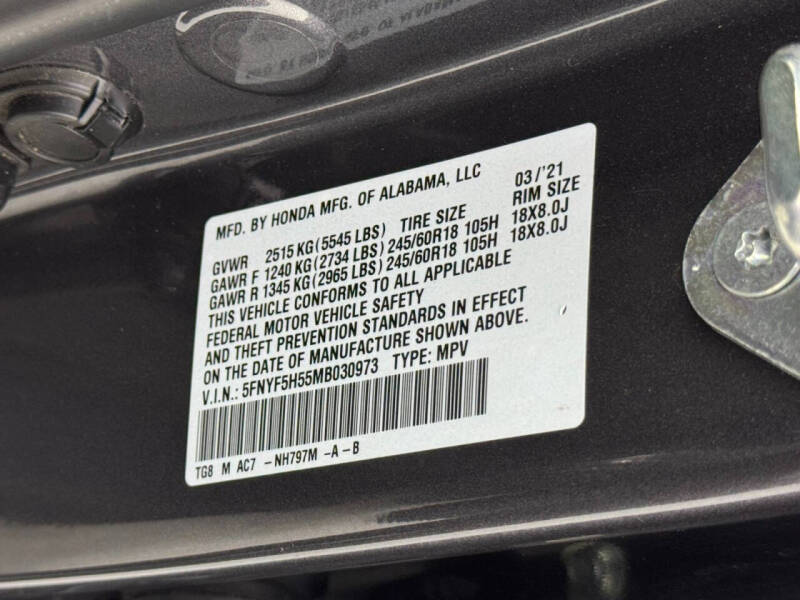 MFD. BY HONDA MFG. OF ALABAMA, LLC 03/'21
GVWR 2515 KG (5545 LBS) TIRE SIZE RIM SIZE
GAWR F 1240 KG (2734 LBS) 245/60R18 105H 18X8.0J
GAWR R 1345 KG (2965 LBS) 245/60R18 105H 18X8.0J
THIS VEHICLE CONFORMS TO ALL APPLICABLE
FEDERAL MOTOR VEHICLE SAFETY
AND THEFT PREVENTION STANDARDS IN EFFECT
ON THE DATE OF MANUFACTURE SHOWN ABOVE.
V.I.N.: 5FNYF5H55MB030973 TYPE: MPV
TG8 M AC7 -NH797M -A-B